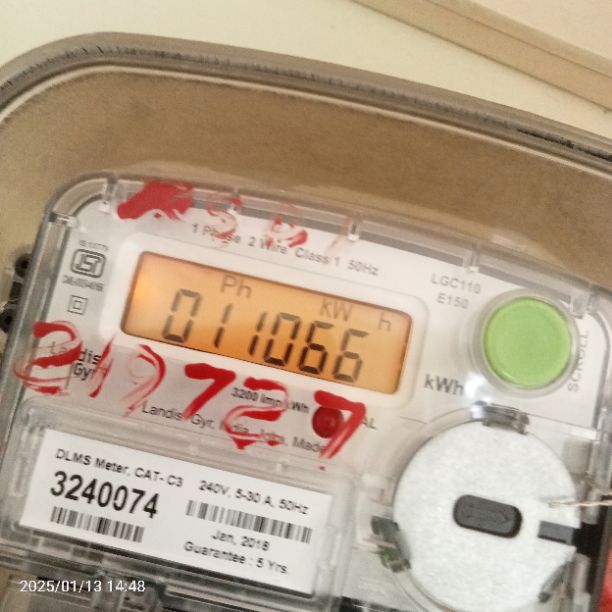 1 Phase 2 Wire Class 1 50Hz
LGC110
E150
Ph kW h
011066
SCROLL
kWh
219727
Landis
Gyr
3200 imp/kWh
DLMS Meter, CAT- C3
3240074
240V, 5-30 A, 50Hz
Jan, 2018
Guarantee : 5 Yrs.
2025/01/13 14:48